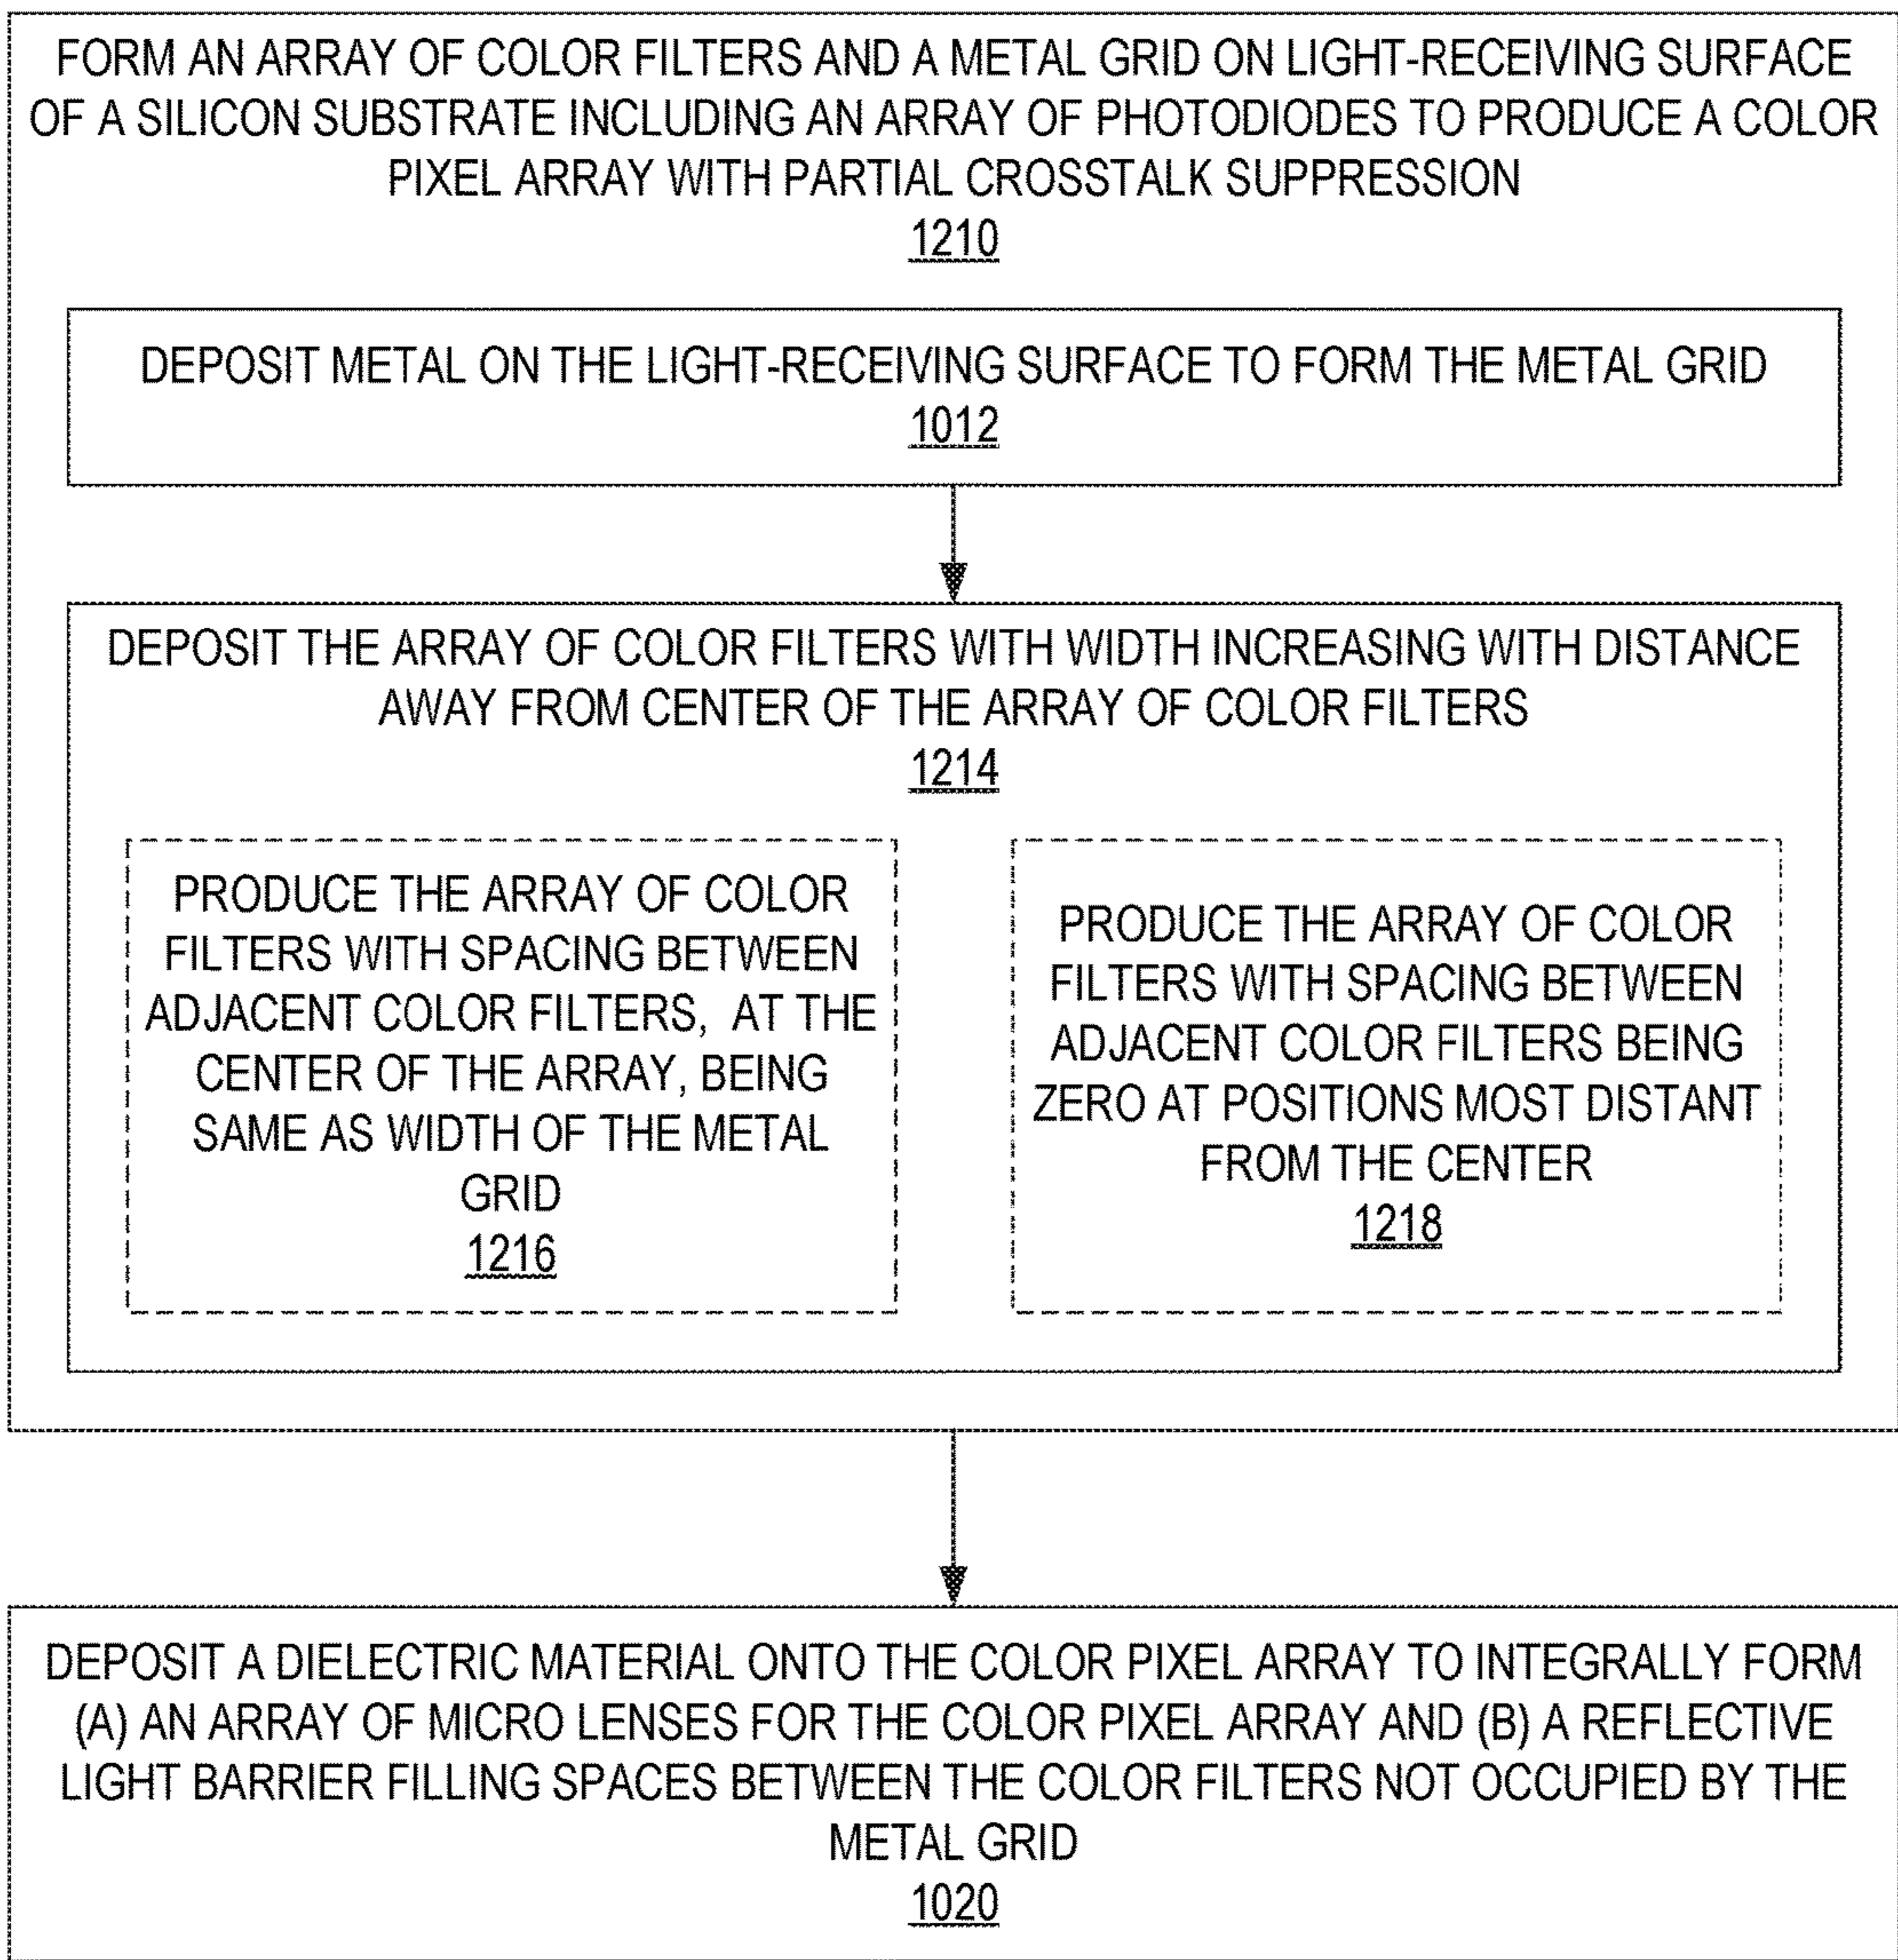 FORM AN ARRAY OF COLOR FILTERS AND A METAL GRID ON LIGHT-RECEIVING SURFACE
OF A SILICON SUBSTRATE INCLUDING AN ARRAY OF PHOTODIODES TO PRODUCE A COLOR
PIXEL ARRAY WITH PARTIAL CROSSTALK SUPPRESSION
1210
DEPOSIT METAL ON THE LIGHT-RECEIVING SURFACE TO FORM THE METAL GRID
1012
DEPOSIT THE ARRAY OF COLOR FILTERS WITH WIDTH INCREASING WITH DISTANCE
AWAY FROM CENTER OF THE ARRAY OF COLOR FILTERS
1214
PRODUCE THE ARRAY OF COLOR
FILTERS WITH SPACING BETWEEN
ADJACENT COLOR FILTERS, AT THE
CENTER OF THE ARRAY, BEING
SAME AS WIDTH OF THE METAL
GRID
1216
PRODUCE THE ARRAY OF COLOR
FILTERS WITH SPACING BETWEEN
ADJACENT COLOR FILTERS BEING
ZERO AT POSITIONS MOST DISTANT
FROM THE CENTER
1218
DEPOSIT A DIELECTRIC MATERIAL ONTO THE COLOR PIXEL ARRAY TO INTEGRALLY FORM
(A) AN ARRAY OF MICRO LENSES FOR THE COLOR PIXEL ARRAY AND (B) A REFLECTIVE
LIGHT BARRIER FILLING SPACES BETWEEN THE COLOR FILTERS NOT OCCUPIED BY THE
METAL GRID
1020